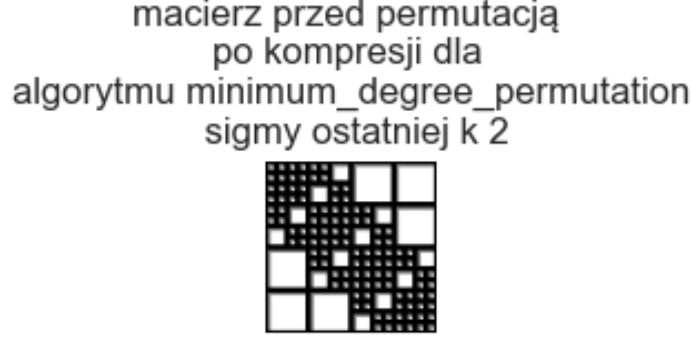 macierz przed permutacją
po kompresji dla
algorytmu minimum_degree_permutation
sigmy ostatniej k 2